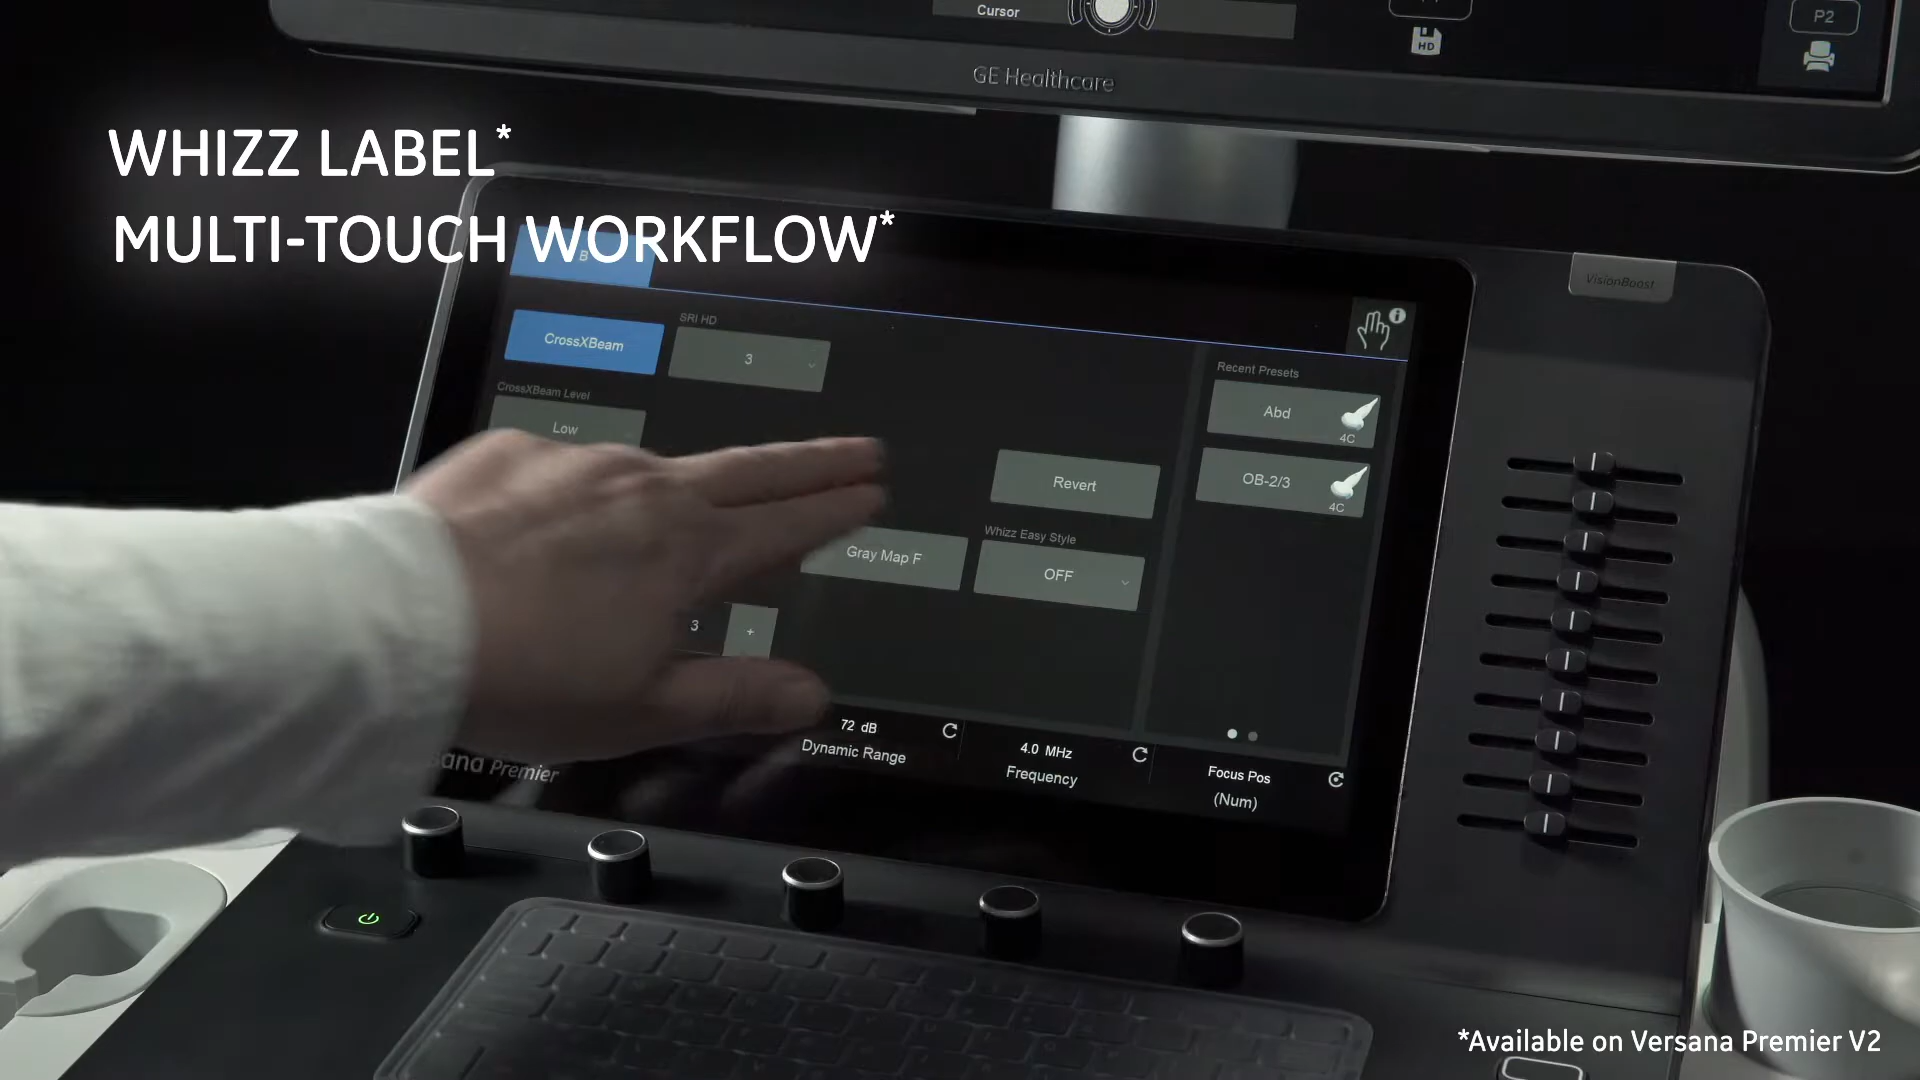 Cursor
HD
P2
GE Healthcare
WHIZZ LABEL*
MULTI-TOUCH WORKFLOW*
VisionBoost
B
CrossXBeam
SRI HD
3
CrossXBeam Level
Low
Recent Presets
Abd
4C
OB-2/3
4C
Revert
Whizz Easy Style
Gray Map F
OFF
3 +
72 dB
Dynamic Range
4.0 MHz
Frequency
Focus Pos
(Num)
Premier
*Available on Versana Premier V2